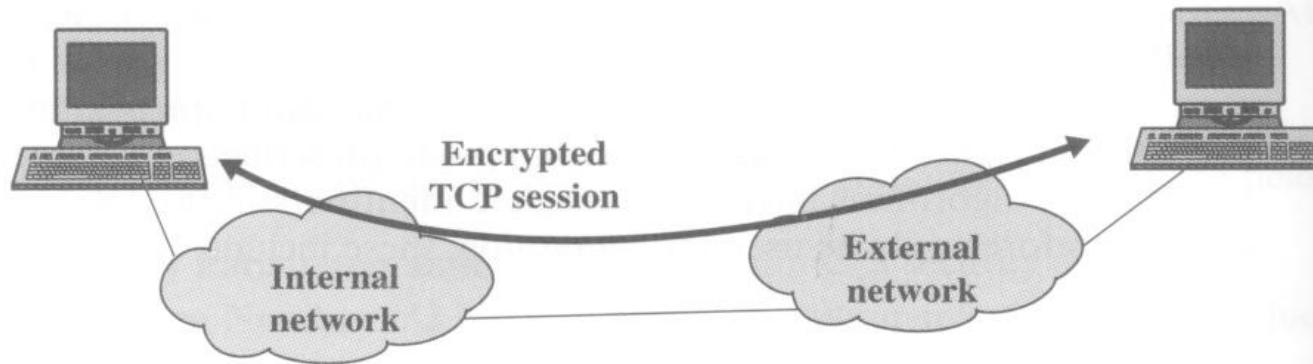 Encrypted
TCP session
Internal
network
External
network